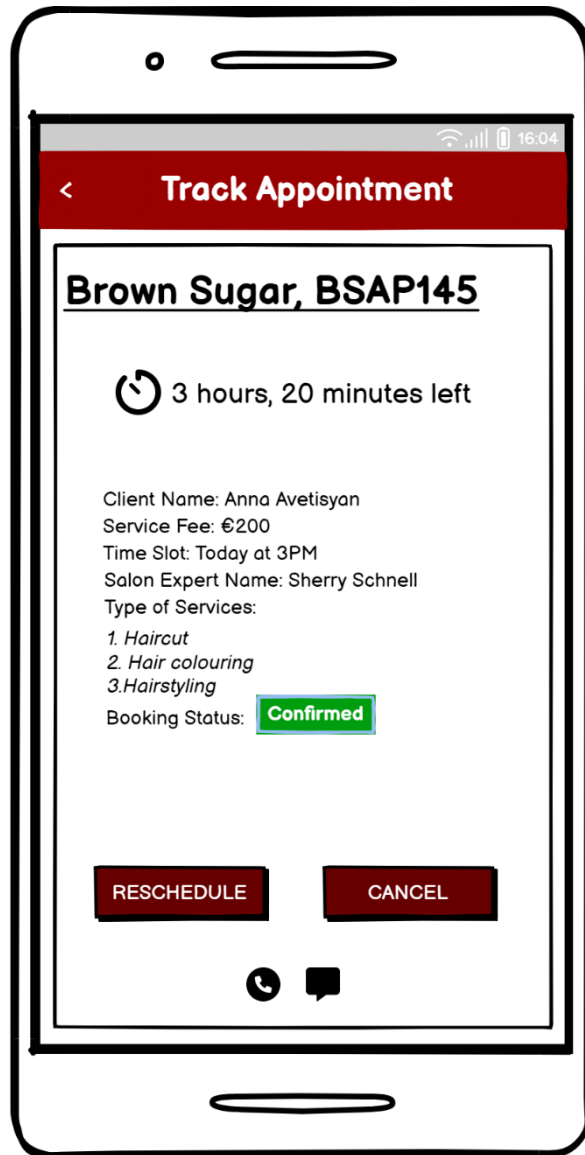 16:04
< Track Appointment
Brown Sugar, BSAP145
3 hours, 20 minutes left
Client Name: Anna Avetisyan
Service Fee: €200
Time Slot: Today at 3PM
Salon Expert Name: Sherry Schnell
Type of Services:
1. Haircut
2. Hair colouring
3.Hairstyling
Booking Status: Confirmed
RESCHEDULE CANCEL